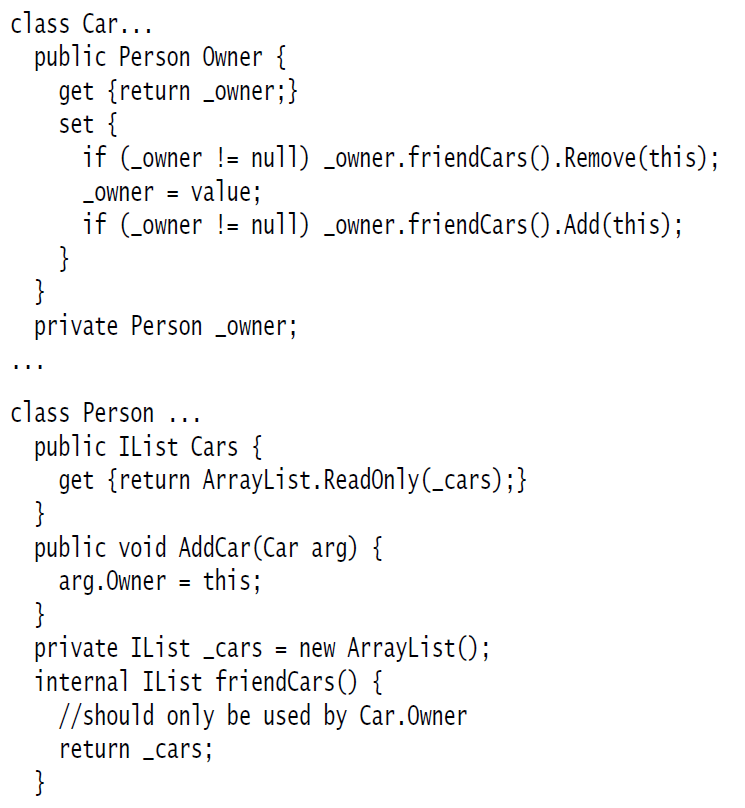 class Car...
  public Person Owner {
    get {return _owner;}
    set {
      if (_owner != null) _owner.friendCars().Remove(this);
      _owner = value;
      if (_owner != null) _owner.friendCars().Add(this);
    }
  }
  private Person _owner;
...
class Person ...
  public IList Cars {
    get {return ArrayList.ReadOnly(_cars);}
  }
  public void AddCar(Car arg) {
    arg.Owner = this;
  }
  private IList _cars = new ArrayList();
  internal IList friendCars() {
    //should only be used by Car.Owner
    return _cars;
  }